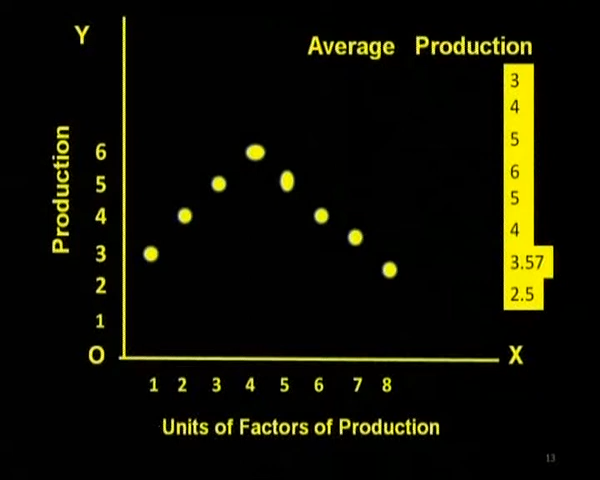 Y
Average Production
3
4
5
6
5
4
3.57
2.5
Production
6
5
4
3
2
1
O
X
1 2 3 4 5 6 7 8
Units of Factors of Production
13